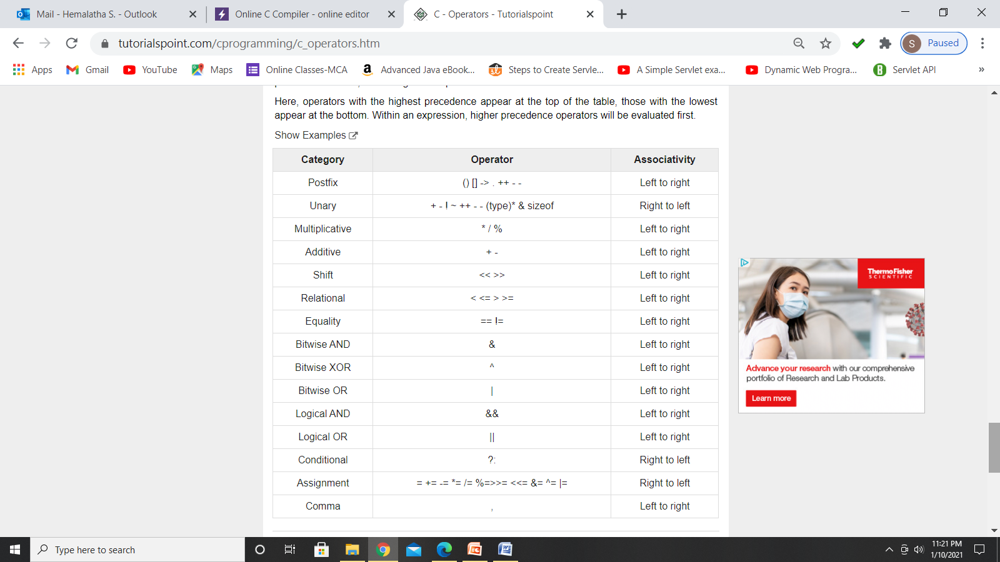 Mail - Hemalatha S. - Outlook
Online C Compiler - online editor
C - Operators - Tutorialspoint
tutorialspoint.com/cprogramming/c_operators.htm
S Paused
Apps Gmail YouTube Maps Online Classes-MCA Advanced Java eBook... Steps to Create Servle... A Simple Servlet exa... Dynamic Web Progra... Servlet API »
Here, operators with the highest precedence appear at the top of the table, those with the lowest
appear at the bottom. Within an expression, higher precedence operators will be evaluated first.
Show Examples
Category Operator Associativity
Postfix () [] -> . ++ - - Left to right
Unary + - ! ~ ++ - - (type)* & sizeof Right to left
Multiplicative * / % Left to right
Additive + - Left to right
Shift << >> Left to right
Relational < <= > >= Left to right
Equality == != Left to right
Bitwise AND & Left to right
Bitwise XOR ^ Left to right
Bitwise OR | Left to right
Logical AND && Left to right
Logical OR || Left to right
Conditional ?: Right to left
Assignment = += -= *= /= %=>>= <<= &= ^= |= Right to left
Comma , Left to right
ThermoFisher
SCIENTIFIC
Advance your research with our comprehensive
portfolio of Research and Lab Products.
Learn more
Type here to search
11:21 PM
1/10/2021